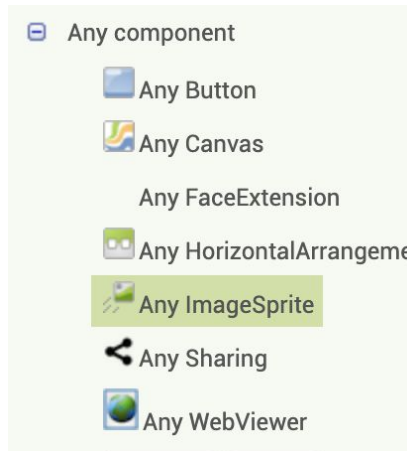 Any component
Any Button
Any Canvas
Any FaceExtension
Any HorizontalArrangeme
Any ImageSprite
Any Sharing
Any WebViewer